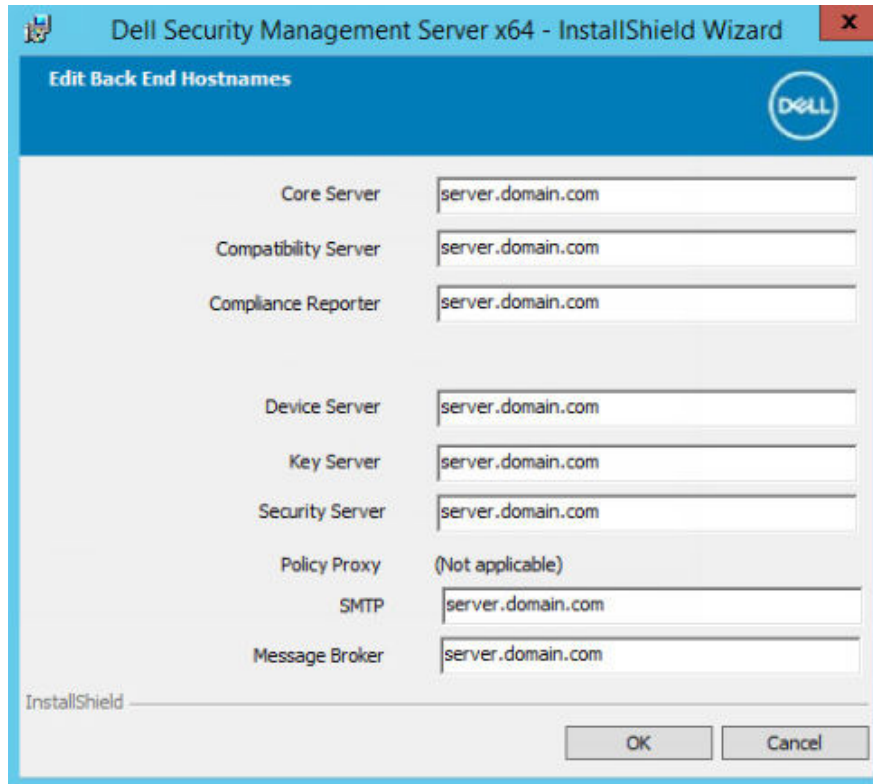 Dell Security Management Server x64 - InstallShield Wizard x
Edit Back End Hostnames
DELL
Core Server server.domain.com
Compatibility Server server.domain.com
Compliance Reporter server.domain.com
Device Server server.domain.com
Key Server server.domain.com
Security Server server.domain.com
Policy Proxy (Not applicable)
SMTP server.domain.com
Message Broker server.domain.com
InstallShield
OK Cancel